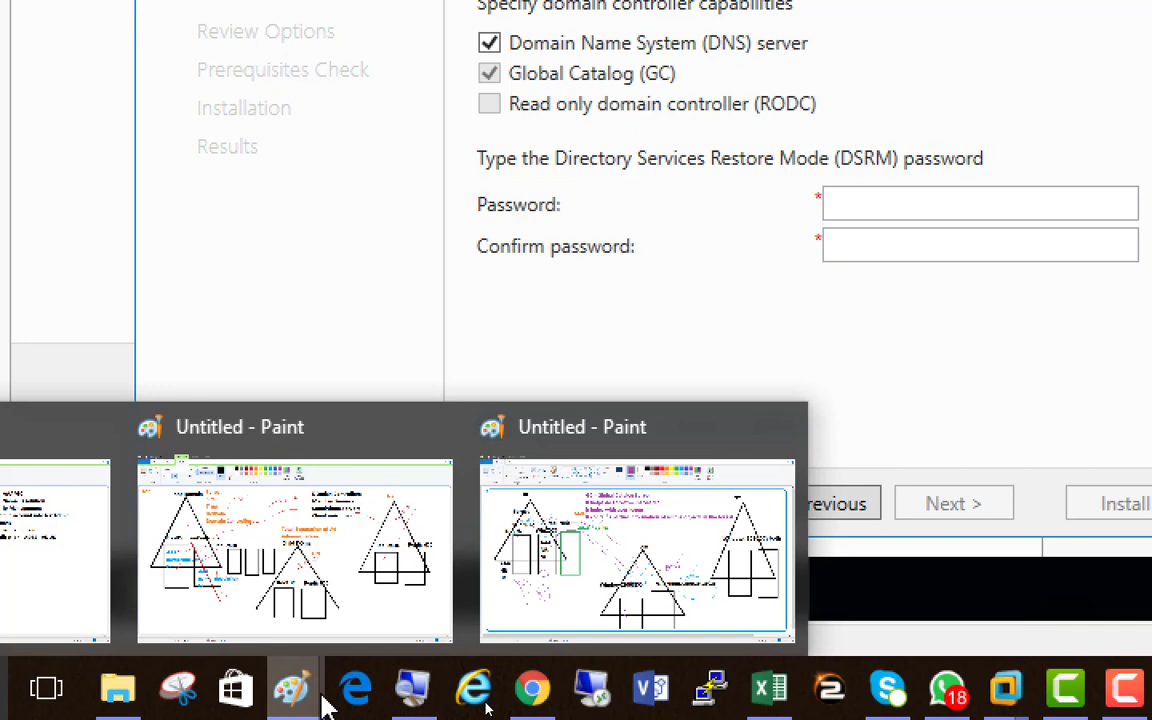 Specify domain controller capabilities
Review Options
Domain Name System (DNS) server
Prerequisites Check
Global Catalog (GC)
Installation
Read only domain controller (RODC)
Results
Type the Directory Services Restore Mode (DSRM) password
Password:
*
Confirm password:
*
Untitled - Paint
Untitled - Paint
revious
Next >
Install
18